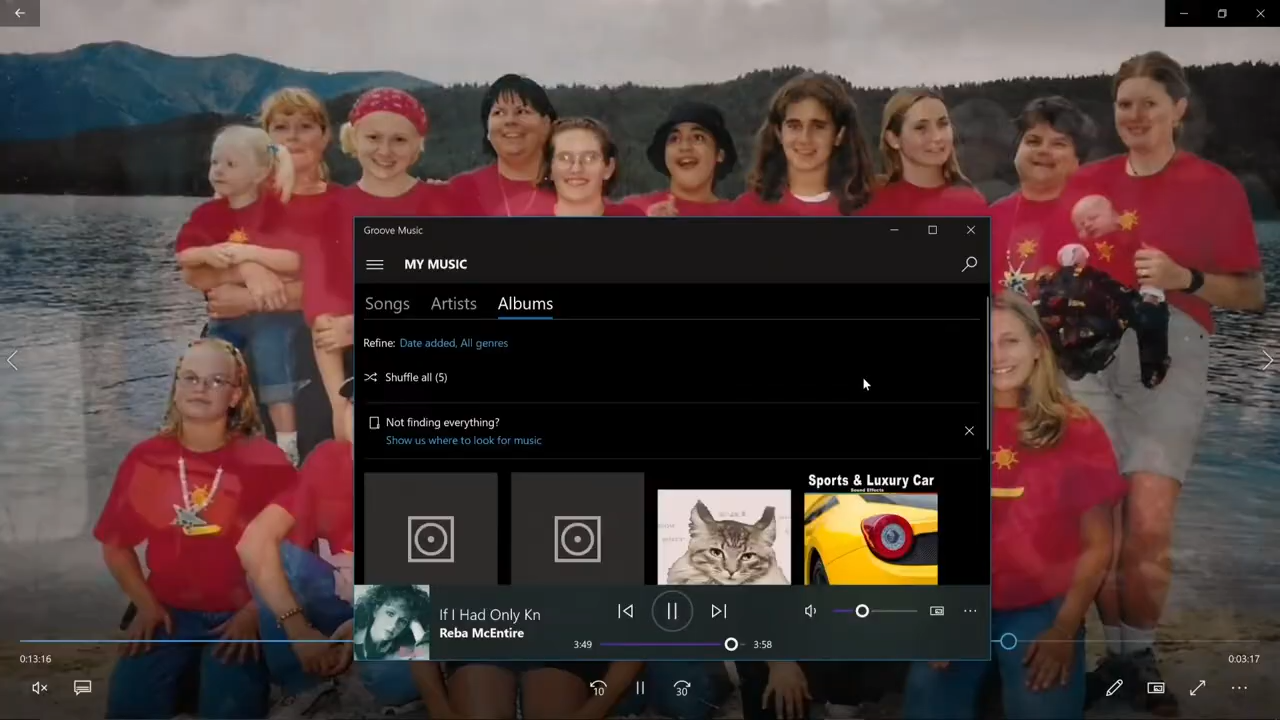 Groove Music
MY MUSIC
Songs Artists Albums
Refine: Date added, All genres
Shuffle all (5)
Not finding everything?
Show us where to look for music
Sports & Luxury Car
Sound Effects
If I Had Only Kn
Reba McEntire
3:49
3:58
0:13:16
0:03:17
10
30